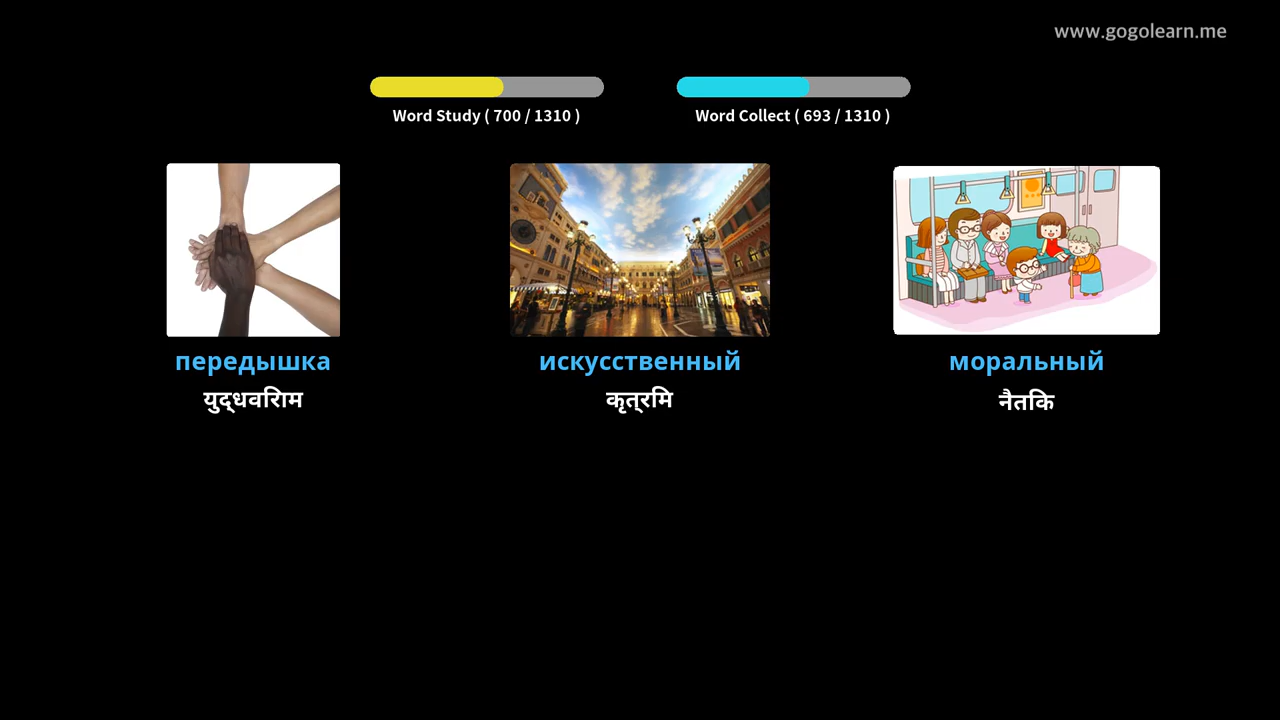 www.gogolearn.me
Word Study ( 700 / 1310 )
Word Collect ( 693 / 1310 )
передышка
искусственный
моральный
युद्धविराम
कृत्रिम
नैतिक